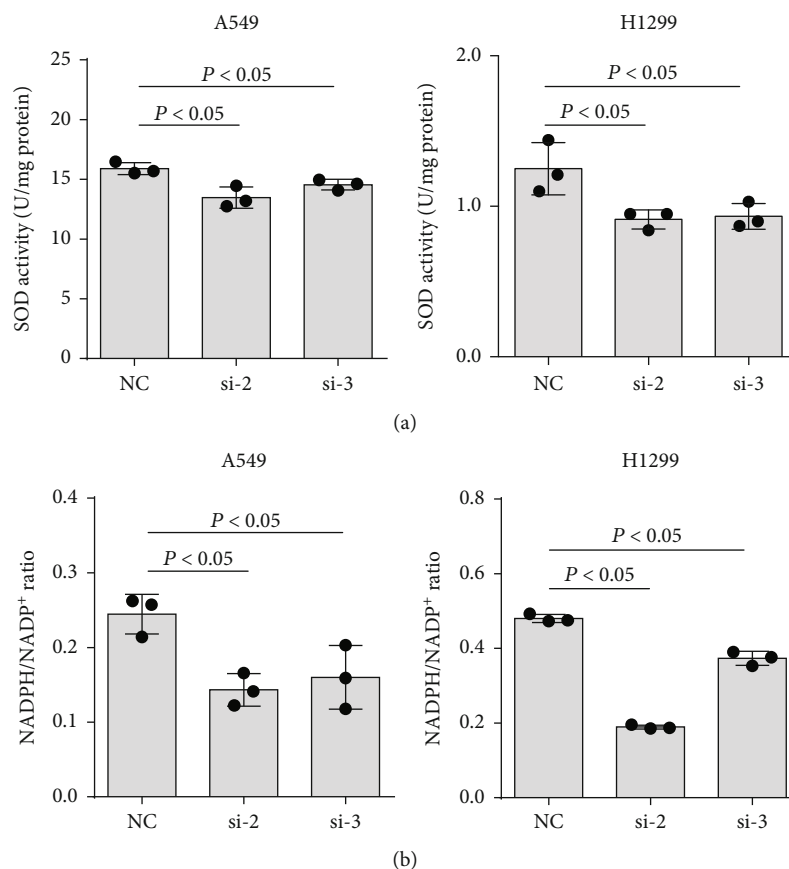 A549
SOD activity (U/mg protein)
25
20
15
10
5
0
P < 0.05
P < 0.05
NC si-2 si-3
H1299
SOD activity (U/mg protein)
2.0
1.5
1.0
0.0
P < 0.05
P < 0.05
NC si-2 si-3
(a)
A549
NADPH/NADP+ ratio
0.4
0.3
0.2
0.1
0.0
P < 0.05
P < 0.05
NC si-2 si-3
H1299
NADPH/NADP+ ratio
0.8
0.6
0.4
0.2
0.0
P < 0.05
P < 0.05
NC si-2 si-3
(b)